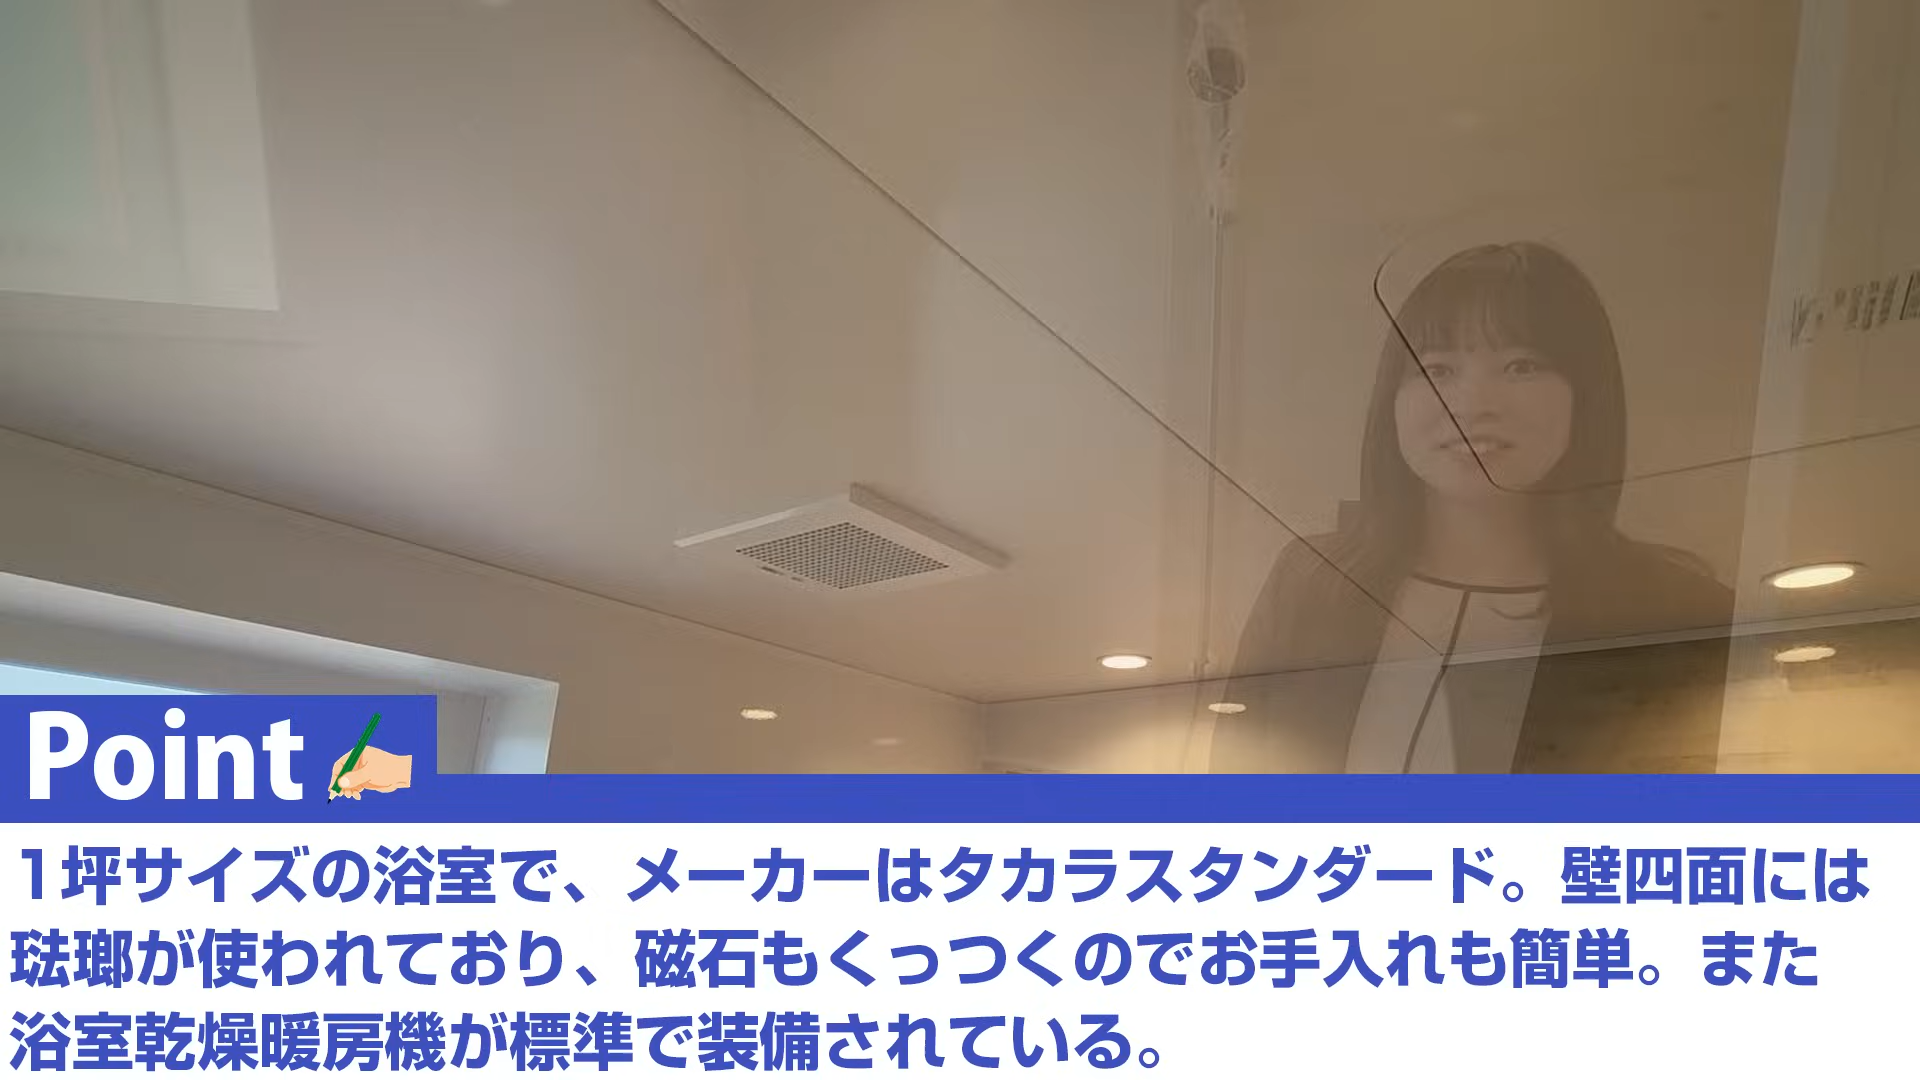 Point
1坪サイズの浴室で、メーカーはタカラスタンダード。壁四面には
琺瑯が使われており、磁石もくっつくのでお手入れも簡単。また
浴室乾燥暖房機が標準で装備されている。